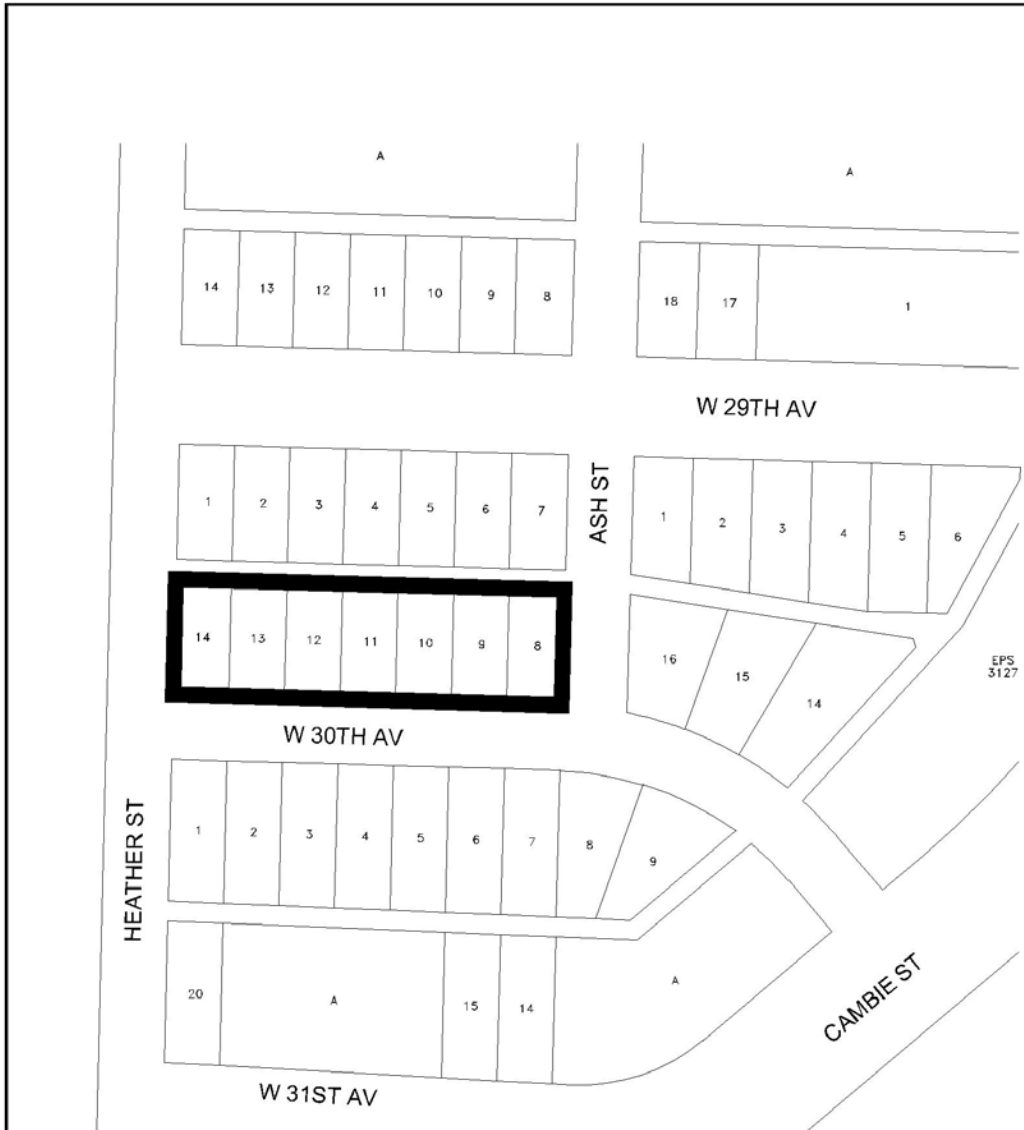 A
A
14 13 12 11 10 9 8
18 17 1
W 29TH AV
1 2 3 4 5 6 7
ASH ST
1 2 3 4 5 6
14 13 12 11 10 9 8
16 15 14
EPS
3127
W 30TH AV
HEATHER ST
1 2 3 4 5 6 7 8 9
20 A 15 14 A
CAMBIE ST
W 31ST AV